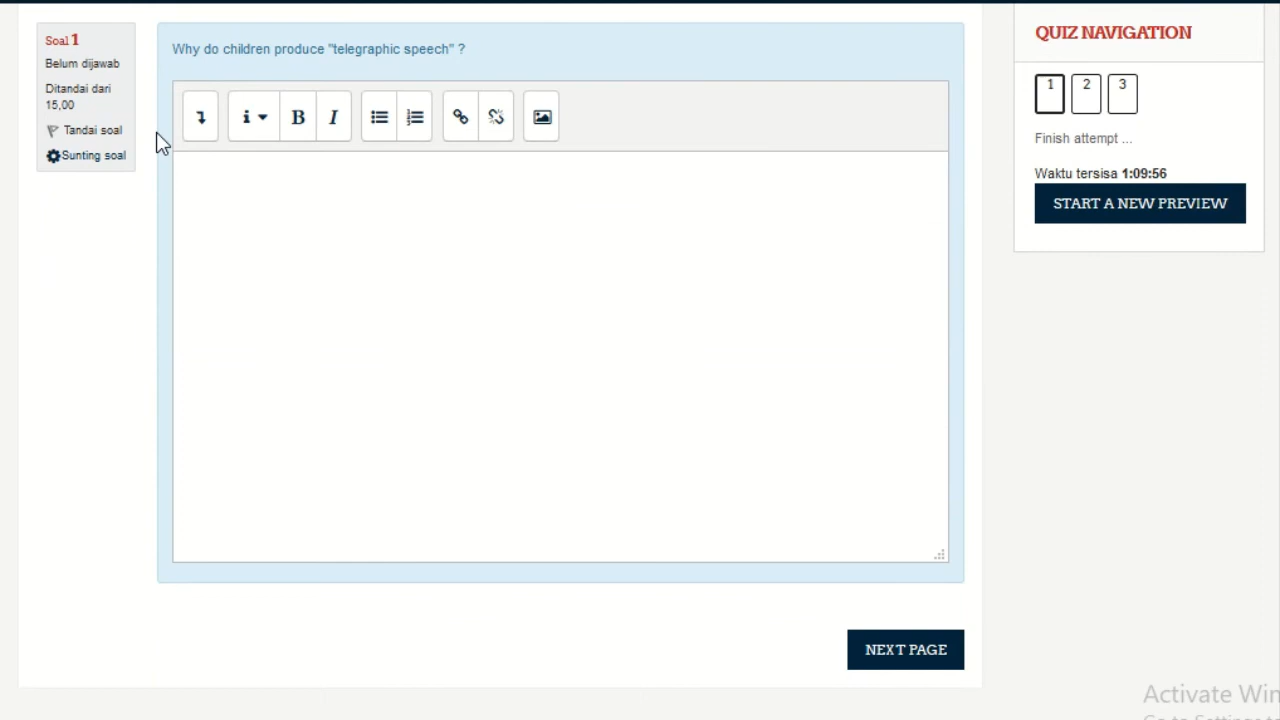 Soal 1
Belum dijawab
Ditandai dari
15,00
Tandai soal
Sunting soal
Why do children produce "telegraphic speech" ?
i
B
I
NEXT PAGE
QUIZ NAVIGATION
1 2 3
Finish attempt ...
Waktu tersisa 1:09:56
START A NEW PREVIEW
Activate Win